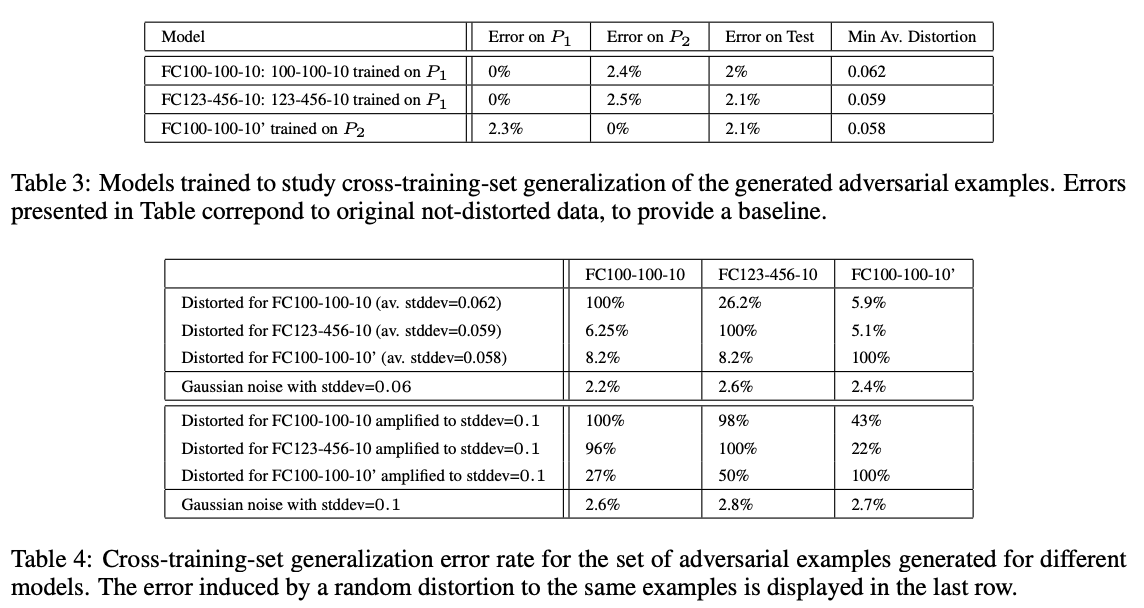 Model Error on P1 Error on P2 Error on Test Min Av. Distortion
FC100-100-10: 100-100-10 trained on P1 0% 2.4% 2% 0.062
FC123-456-10: 123-456-10 trained on P1 0% 2.5% 2.1% 0.059
FC100-100-10’ trained on P2 2.3% 0% 2.1% 0.058
Table 3: Models trained to study cross-training-set generalization of the generated adversarial examples. Errors
presented in Table correpond to original not-distorted data, to provide a baseline.
FC100-100-10 FC123-456-10 FC100-100-10’
Distorted for FC100-100-10 (av. stddev=0.062) 100% 26.2% 5.9%
Distorted for FC123-456-10 (av. stddev=0.059) 6.25% 100% 5.1%
Distorted for FC100-100-10’ (av. stddev=0.058) 8.2% 8.2% 100%
Gaussian noise with stddev=0.06 2.2% 2.6% 2.4%
Distorted for FC100-100-10 amplified to stddev=0.1 100% 98% 43%
Distorted for FC123-456-10 amplified to stddev=0.1 96% 100% 22%
Distorted for FC100-100-10’ amplified to stddev=0.1 27% 50% 100%
Gaussian noise with stddev=0.1 2.6% 2.8% 2.7%
Table 4: Cross-training-set generalization error rate for the set of adversarial examples generated for different
models. The error induced by a random distortion to the same examples is displayed in the last row.